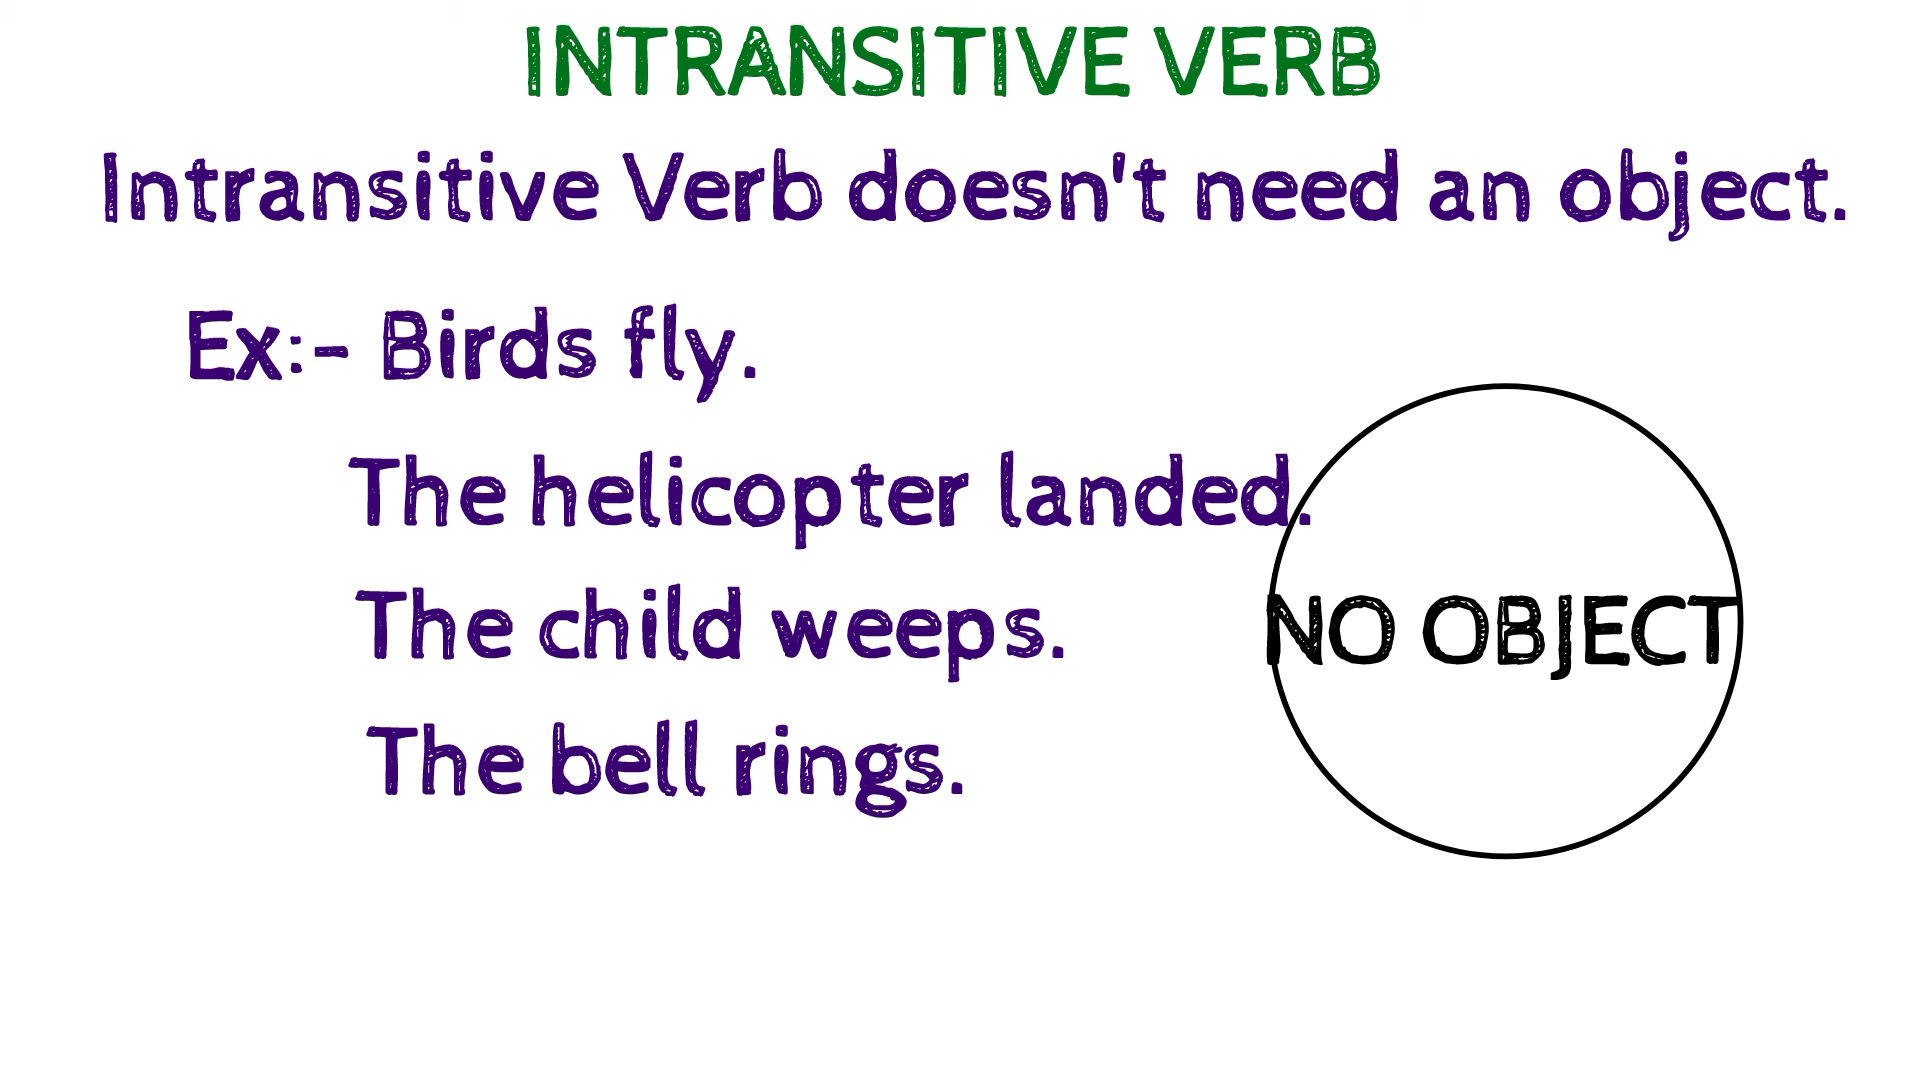 INTRANSITIVE VERB
Intransitive Verb doesn't need an object.
Ex:- Birds fly.
The helicopter landed.
The child weeps.
NO OBJECT
The bell rings.